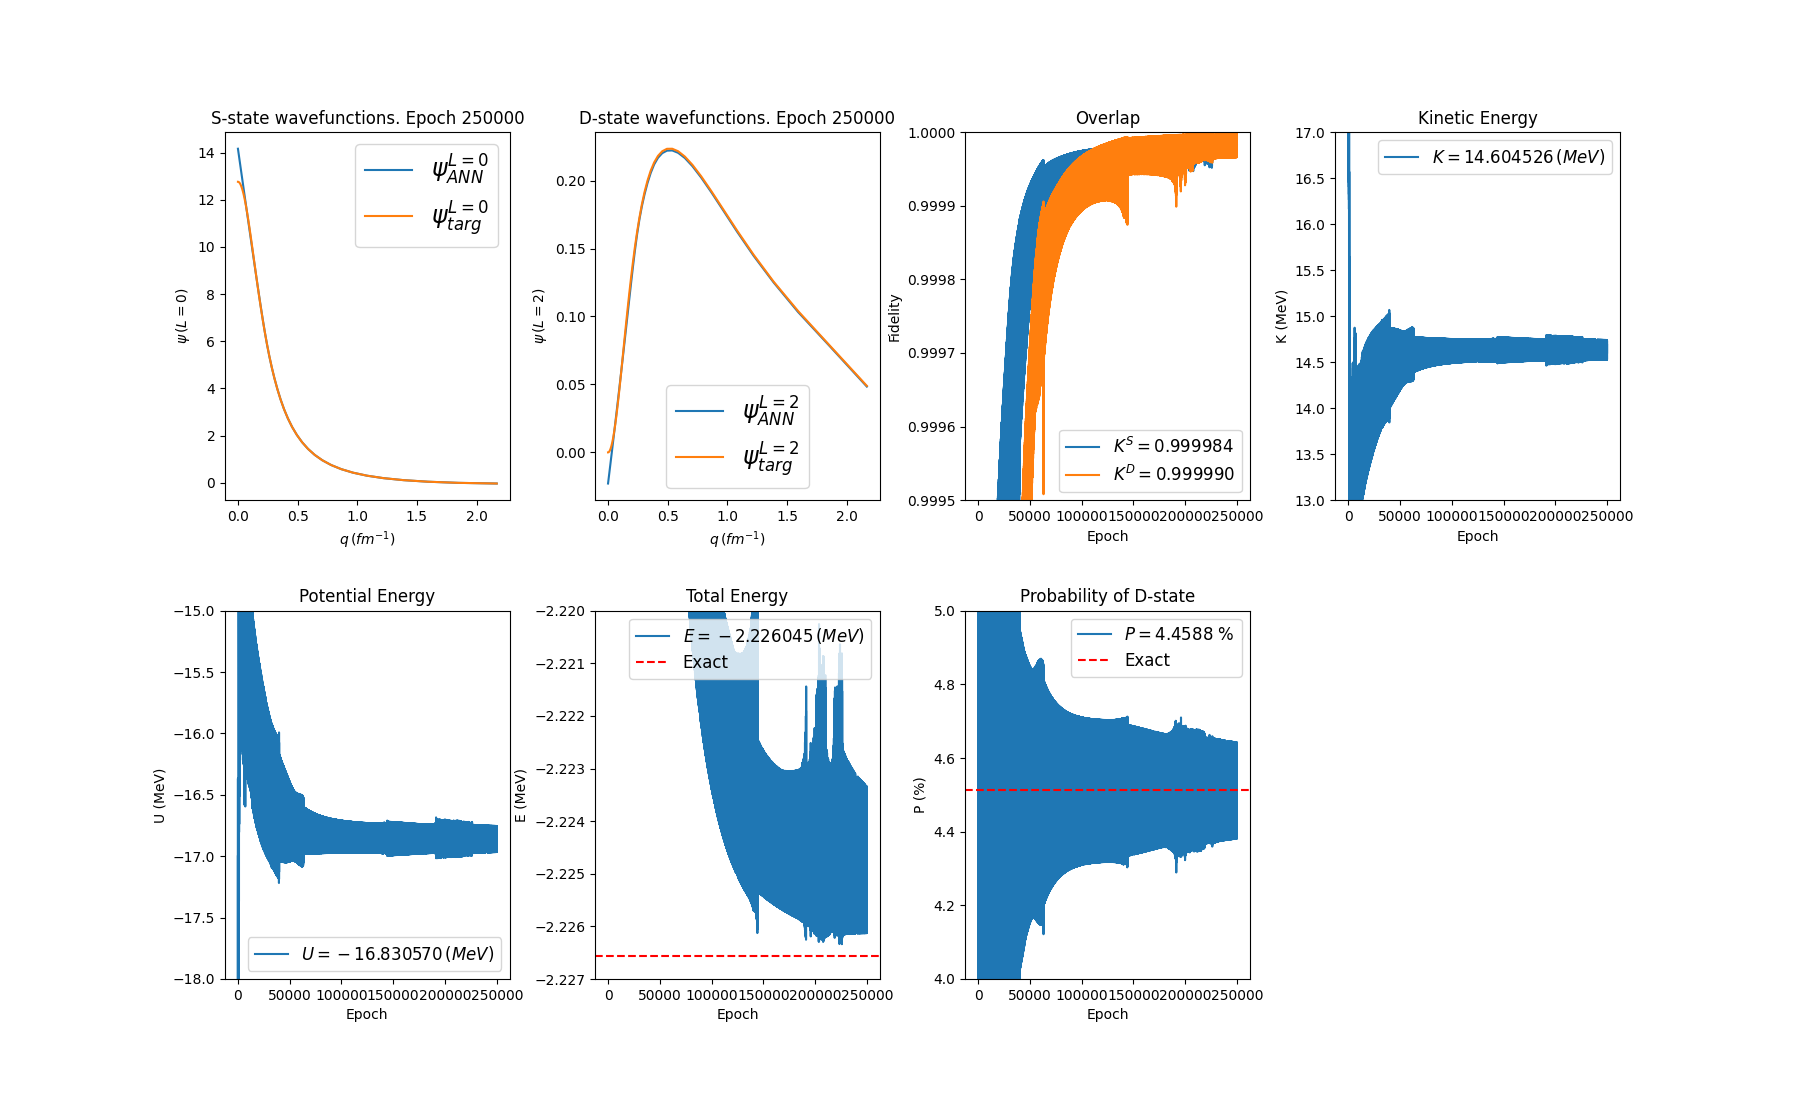 S-state wavefunctions. Epoch 250000
14
12
10
8
6
4
2
0
ψ(L = 0)
0.0 0.5 1.0 1.5 2.0
q (fm⁻¹)
ψ_{ANN}^{L=0}
ψ_{targ}^{L=0}
D-state wavefunctions. Epoch 250000
0.20
0.15
0.10
0.05
0.00
ψ(L = 2)
0.0 0.5 1.0 1.5 2.0
q (fm⁻¹)
ψ_{ANN}^{L=2}
ψ_{targ}^{L=2}
Overlap
1.0000
0.9999
0.9998
0.9997
0.9996
0.9995
Fidelity
0 50000 100000 150000 200000 250000
Epoch
K^S = 0.999984
K^D = 0.999990
Kinetic Energy
17.0
16.5
16.0
15.5
15.0
14.5
14.0
13.5
13.0
K (MeV)
0 50000 100000 150000 200000 250000
Epoch
K = 14.604526 (MeV)
Potential Energy
−15.0
−15.5
−16.0
−16.5
−17.0
−17.5
−18.0
U (MeV)
0 50000 100000 150000 200000 250000
Epoch
U = −16.830570 (MeV)
Total Energy
−2.220
−2.221
−2.222
−2.223
−2.224
−2.225
−2.226
−2.227
E (MeV)
0 50000 100000 150000 200000 250000
Epoch
E = −2.226045 (MeV)
Exact
Probability of D-state
5.0
4.8
4.6
4.4
4.2
4.0
P (%)
0 50000 100000 150000 200000 250000
Epoch
P = 4.4588 %
Exact